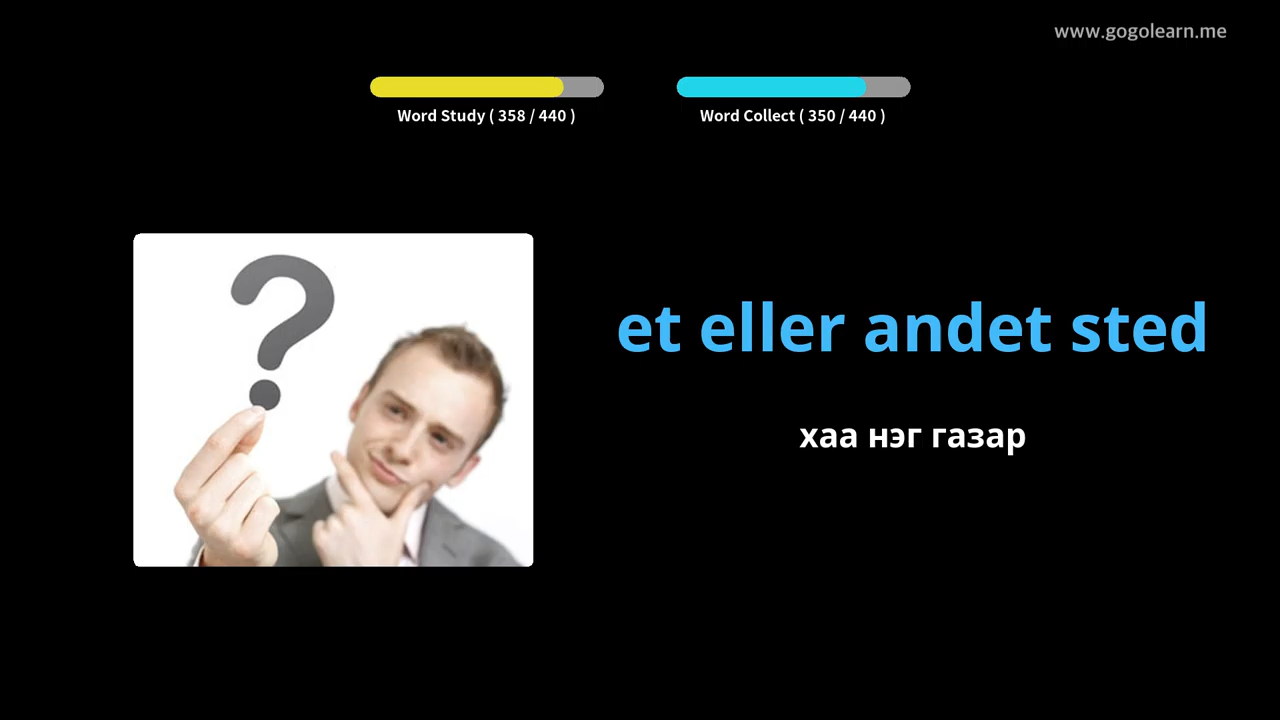 www.gogolearn.me
Word Study ( 358 / 440 )
Word Collect ( 350 / 440 )
et eller andet sted
хаа нэг газар